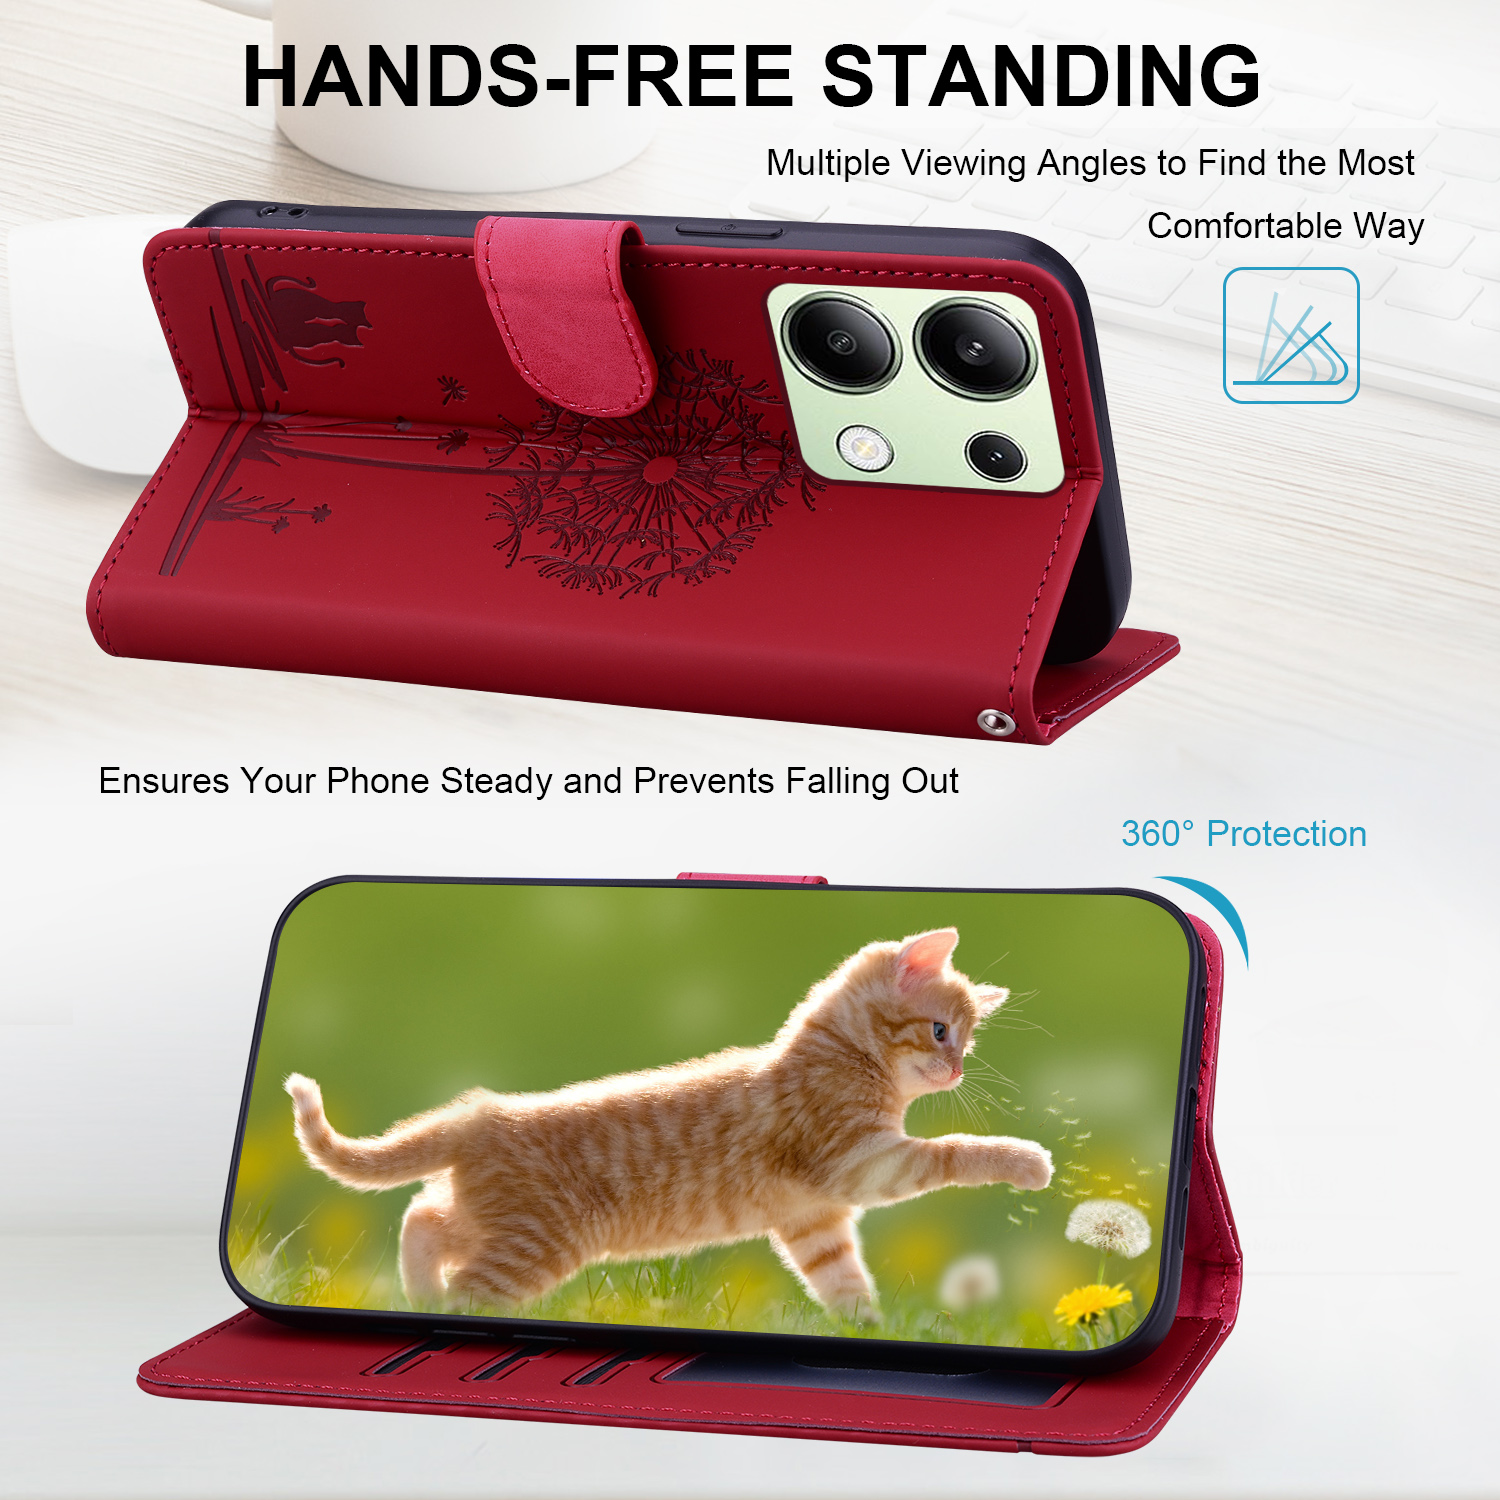 HANDS-FREE STANDING
Multiple Viewing Angles to Find the Most
Comfortable Way
Ensures Your Phone Steady and Prevents Falling Out
360° Protection